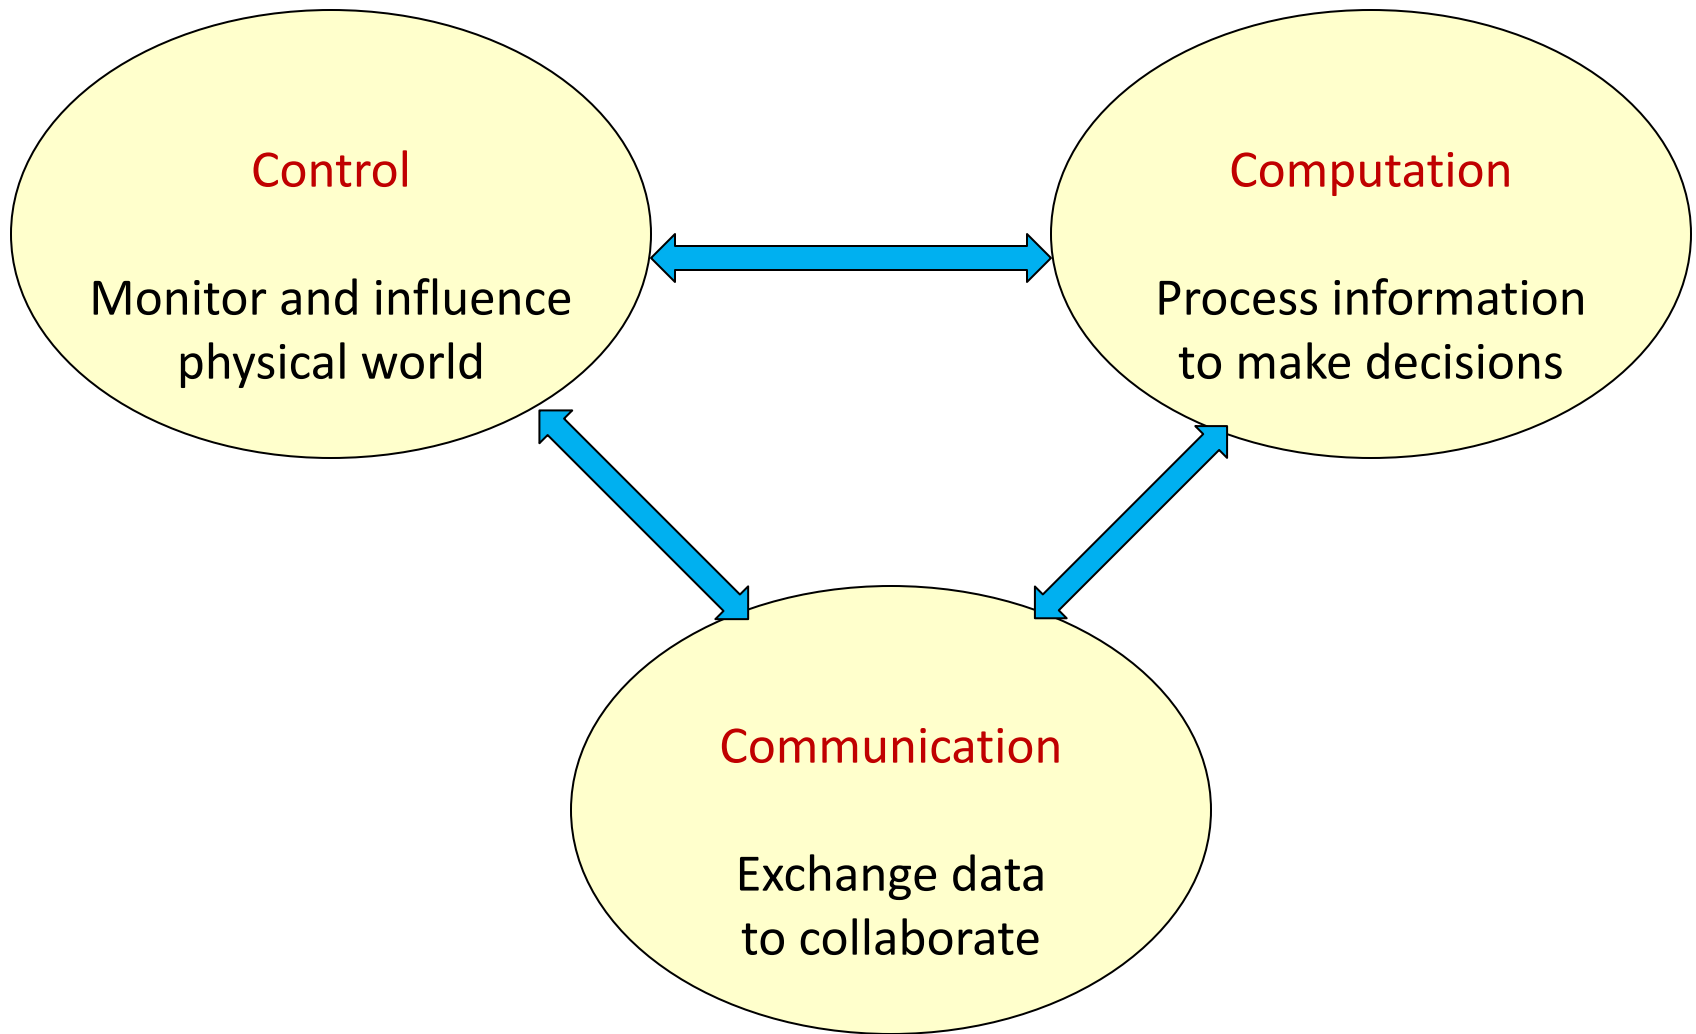 Control
Monitor and influence
physical world
Computation
Process information
to make decisions
Communication
Exchange data
to collaborate